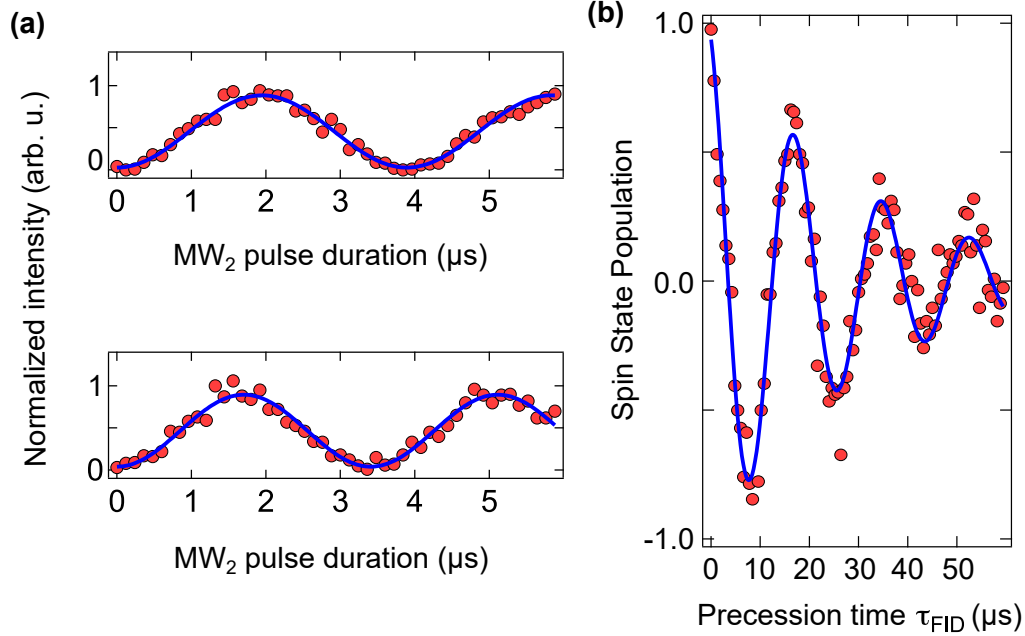 (a)
Normalized intensity (arb. u.)
1
0
0 1 2 3 4 5
MW₂ pulse duration (μs)
1
0
0 1 2 3 4 5
MW₂ pulse duration (μs)
(b)
Spin State Population
1.0
0.0
-1.0
0 10 20 30 40 50
Precession time τ_FID (μs)